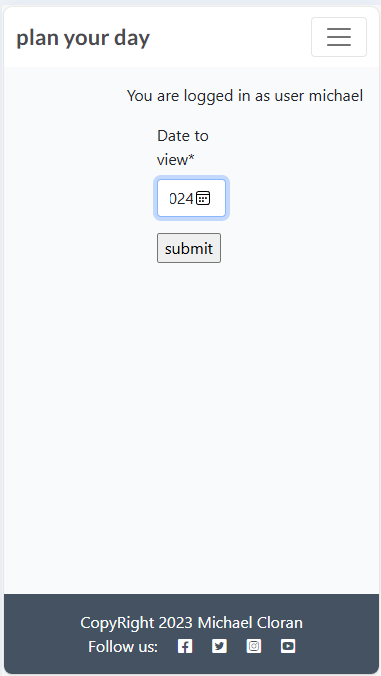 plan your day
You are logged in as user michael
Date to
view*
024
submit
CopyRight 2023 Michael Cloran
Follow us: